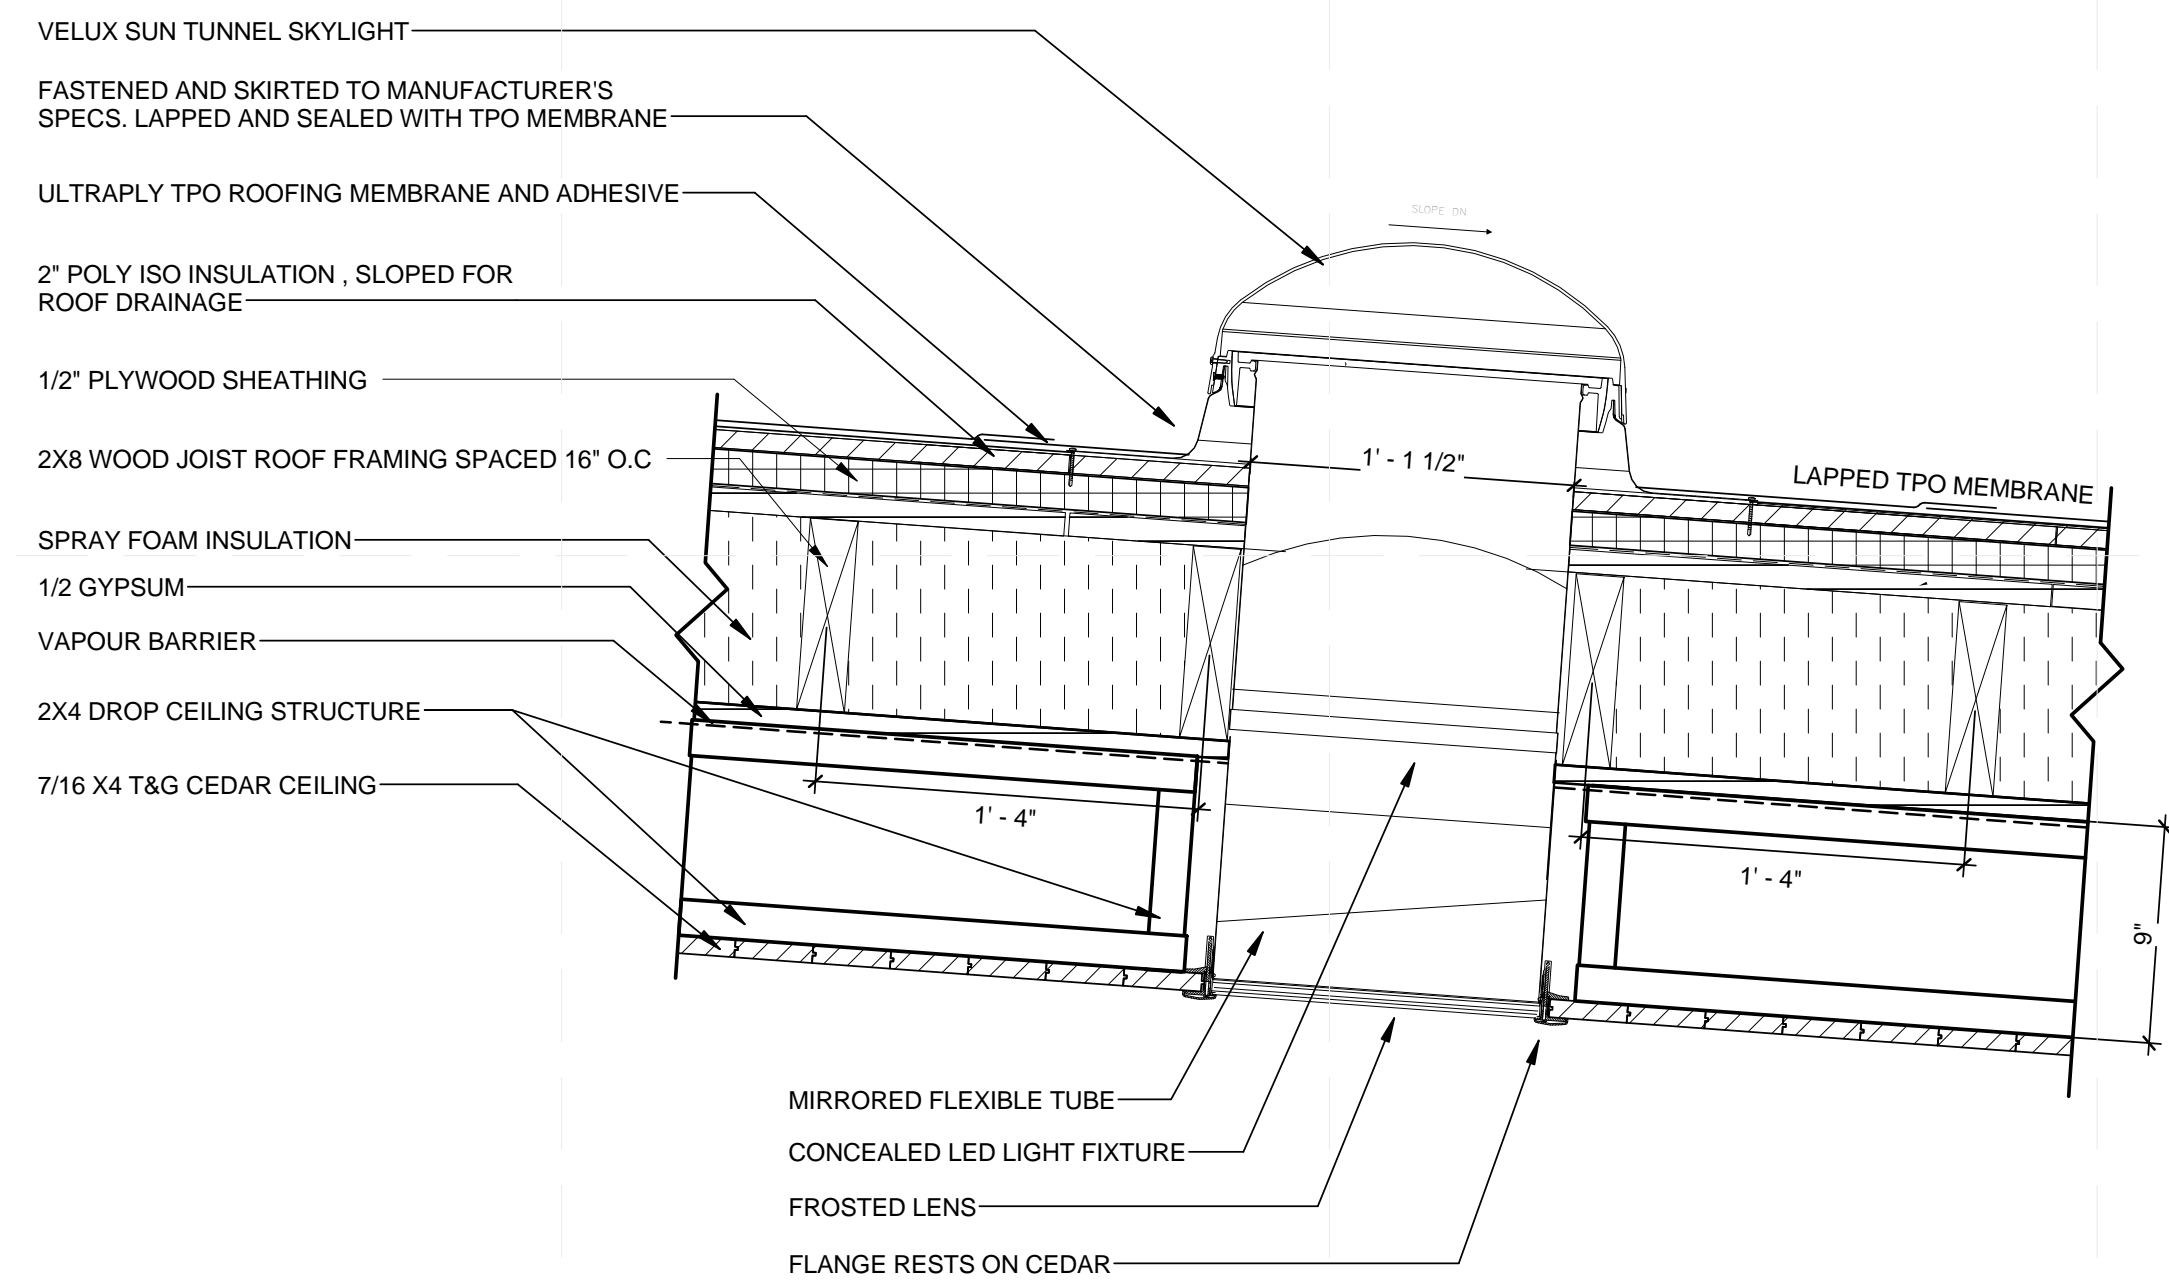 VELUX SUN TUNNEL SKYLIGHT
FASTENED AND SKIRTED TO MANUFACTURER'S
SPECS. LAPPED AND SEALED WITH TPO MEMBRANE
ULTRAPLY TPO ROOFING MEMBRANE AND ADHESIVE
SLOPE DN
2" POLY ISO INSULATION , SLOPED FOR
ROOF DRAINAGE
1/2" PLYWOOD SHEATHING
2X8 WOOD JOIST ROOF FRAMING SPACED 16" O.C
1' - 1 1/2"
LAPPED TPO MEMBRANE
SPRAY FOAM INSULATION
1/2 GYPSUM
VAPOUR BARRIER
2X4 DROP CEILING STRUCTURE
7/16 X4 T&G CEDAR CEILING
1' - 4"
1' - 4"
9"
MIRRORED FLEXIBLE TUBE
CONCEALED LED LIGHT FIXTURE
FROSTED LENS
FLANGE RESTS ON CEDAR